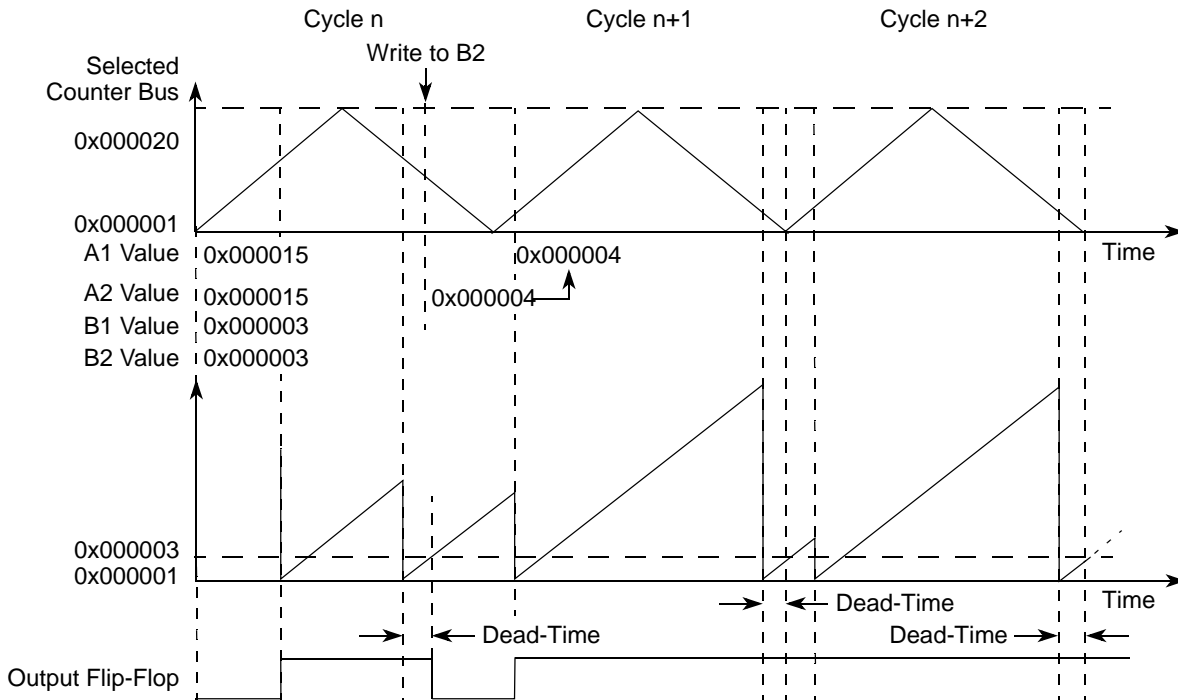 Cycle n
Cycle n+1
Cycle n+2
Write to B2
Selected
Counter Bus
0x000020
0x000001
Time
A1 Value 0x000015 0x000004
A2 Value 0x000015 0x000004
B1 Value 0x000003
B2 Value 0x000003
0x000003
0x000001
Time
Dead-Time
Dead-Time
Dead-Time
Output Flip-Flop